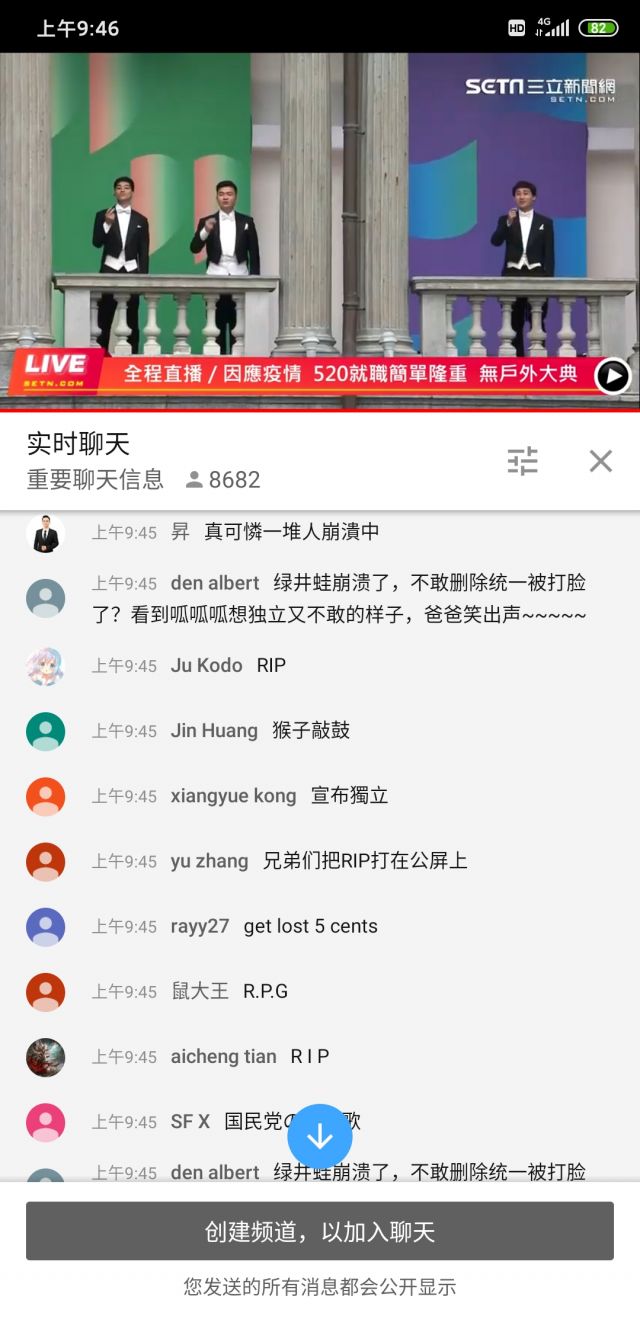 上午9:46
HD
4G
82
SETN三立新聞網
SETN.COM
LIVE
SETN.COM
全程直播/因應疫情 520就職簡單隆重 無戶外大典
实时聊天
重要聊天信息 8682
上午9:45 昇 真可憐一堆人崩潰中
上午9:45 den albert 绿井蛙崩溃了，不敢删除统一被打脸
了？看到呱呱呱想独立又不敢的样子，爸爸笑出声~~~~~
上午9:45 Ju Kodo RIP
上午9:45 Jin Huang 猴子敲鼓
上午9:45 xiangyue kong 宣布獨立
上午9:45 yu zhang 兄弟们把RIP打在公屏上
上午9:45 rayy27 get lost 5 cents
上午9:45 鼠大王 R.P.G
上午9:45 aicheng tian R I P
上午9:45 SF X 国民党 歌
上午9:45 den albert 绿井蛙崩溃了，不敢删除统一被打脸
创建频道，以加入聊天
您发送的所有消息都会公开显示